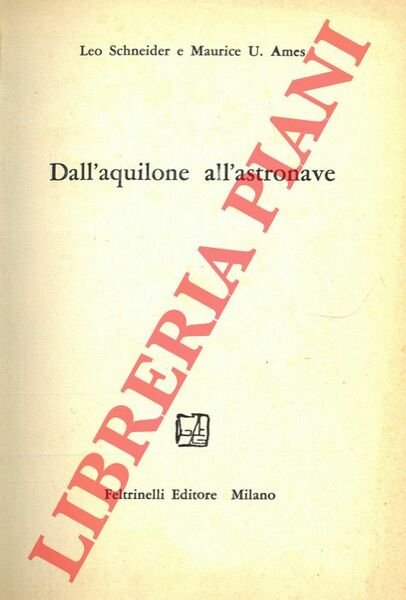 Leo Schneider e Maurice U. Ames
Dall'aquilone all'astronave
LIBRERIA PIANI
Feltrinelli Editore Milano